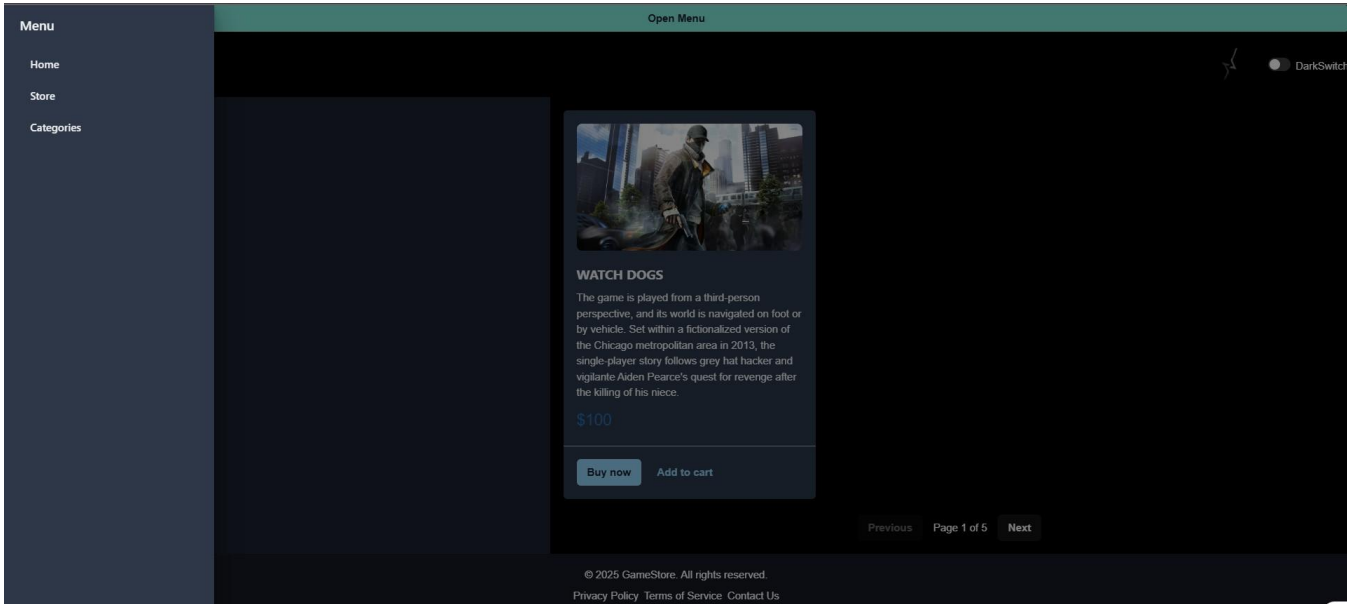 Open Menu
Menu
Home
Store
Categories
DarkSwitch
WATCH DOGS
The game is played from a third-person
perspective, and its world is navigated on foot or
by vehicle. Set within a fictionalized version of
the Chicago metropolitan area in 2013, the
single-player story follows grey hat hacker and
vigilante Aiden Pearce's quest for revenge after
the killing of his niece.
$100
Buy now Add to cart
Previous Page 1 of 5 Next
© 2025 GameStore. All rights reserved.
Privacy Policy Terms of Service Contact Us